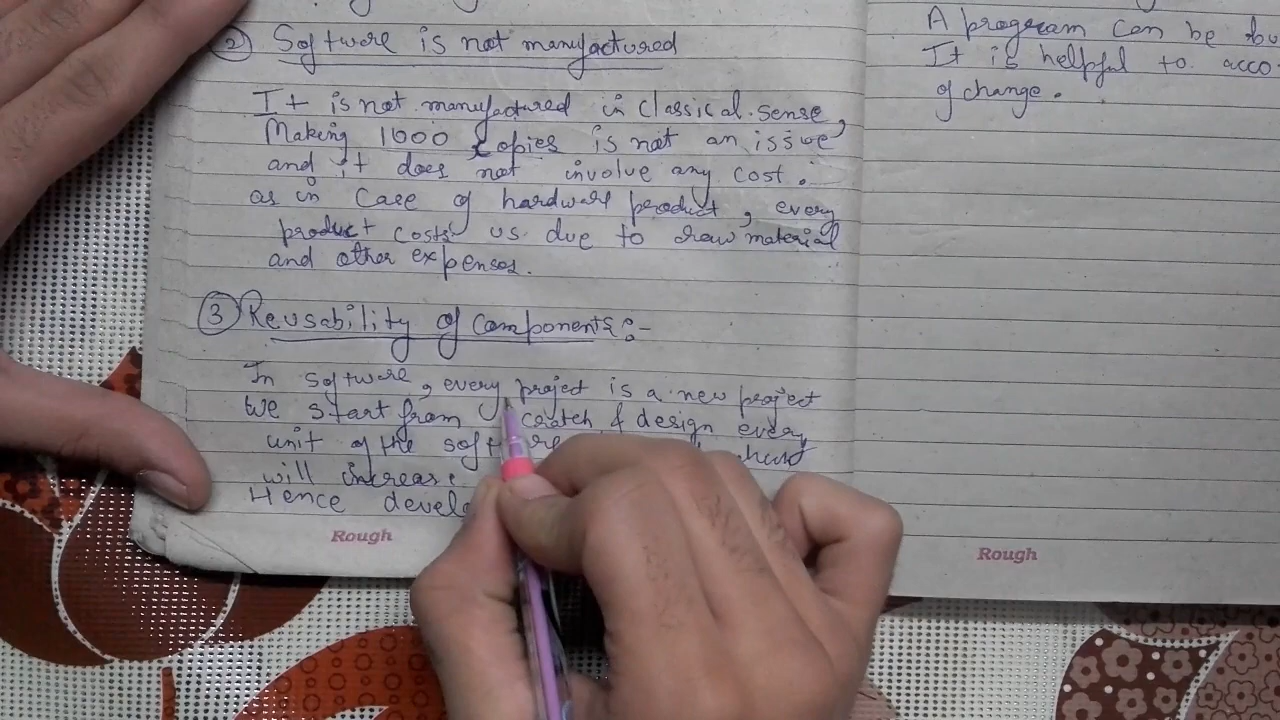 ② Software is not manufactured
It is not manufactured in classical sense,
Making 1000 copies is not an issue
and it does not involve any cost.
as in Case of hardware product, every
product costs us due to raw material
and other expenses.
③ Reusability of Components:-
In software, every project is a new project
We start from scratch & design every
unit of the software
will increase
Hence develo
Rough
A program can be
It is helpful to acco
of change.
Rough